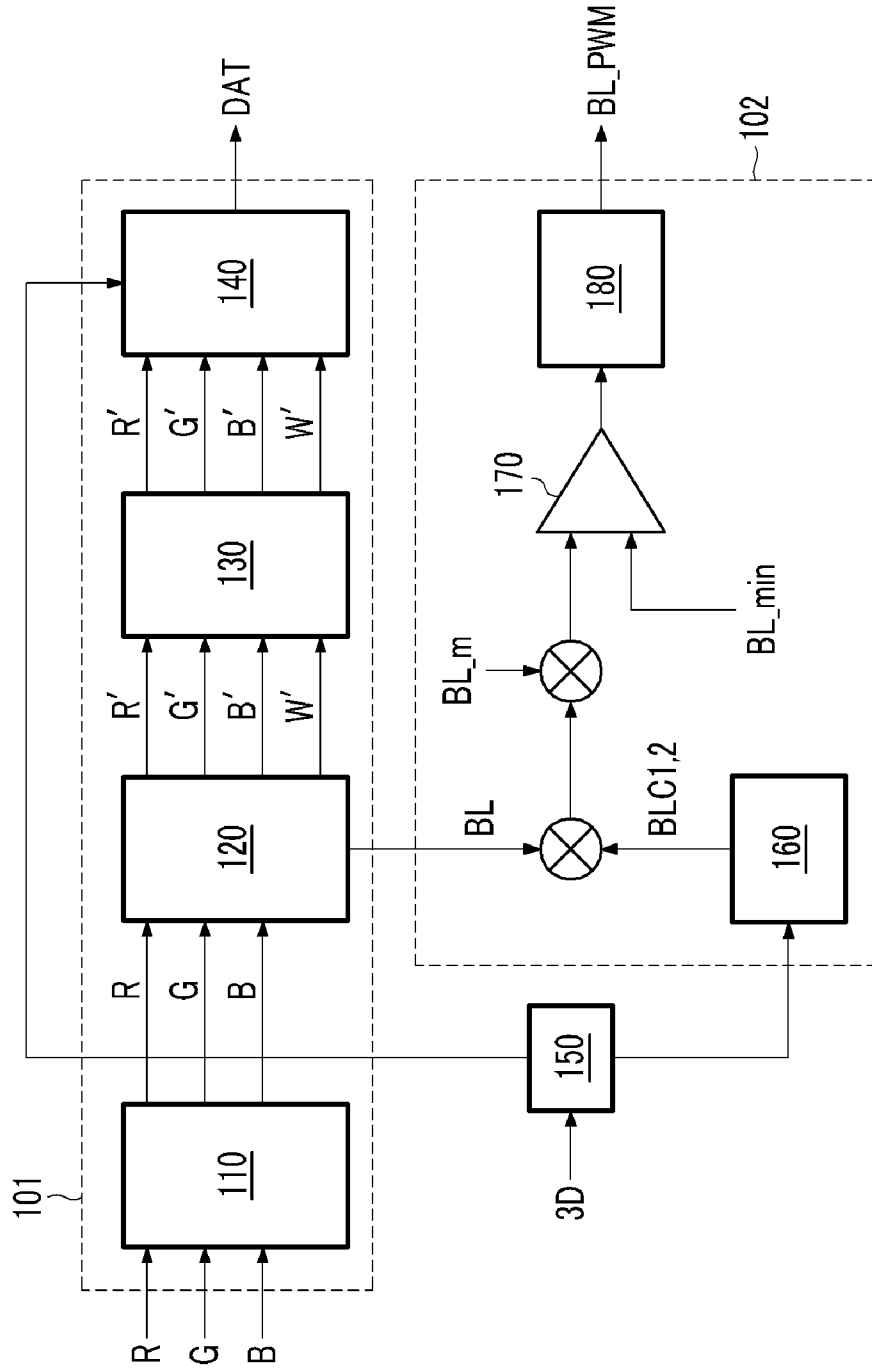 101
R
G
B
110
R
G
B
120
R′
G′
B′
W′
130
R′
G′
B′
W′
140
DAT
3D
150
BL
BLC1,2
160
BL_m
BL_min
170
180
BL_PWM
102